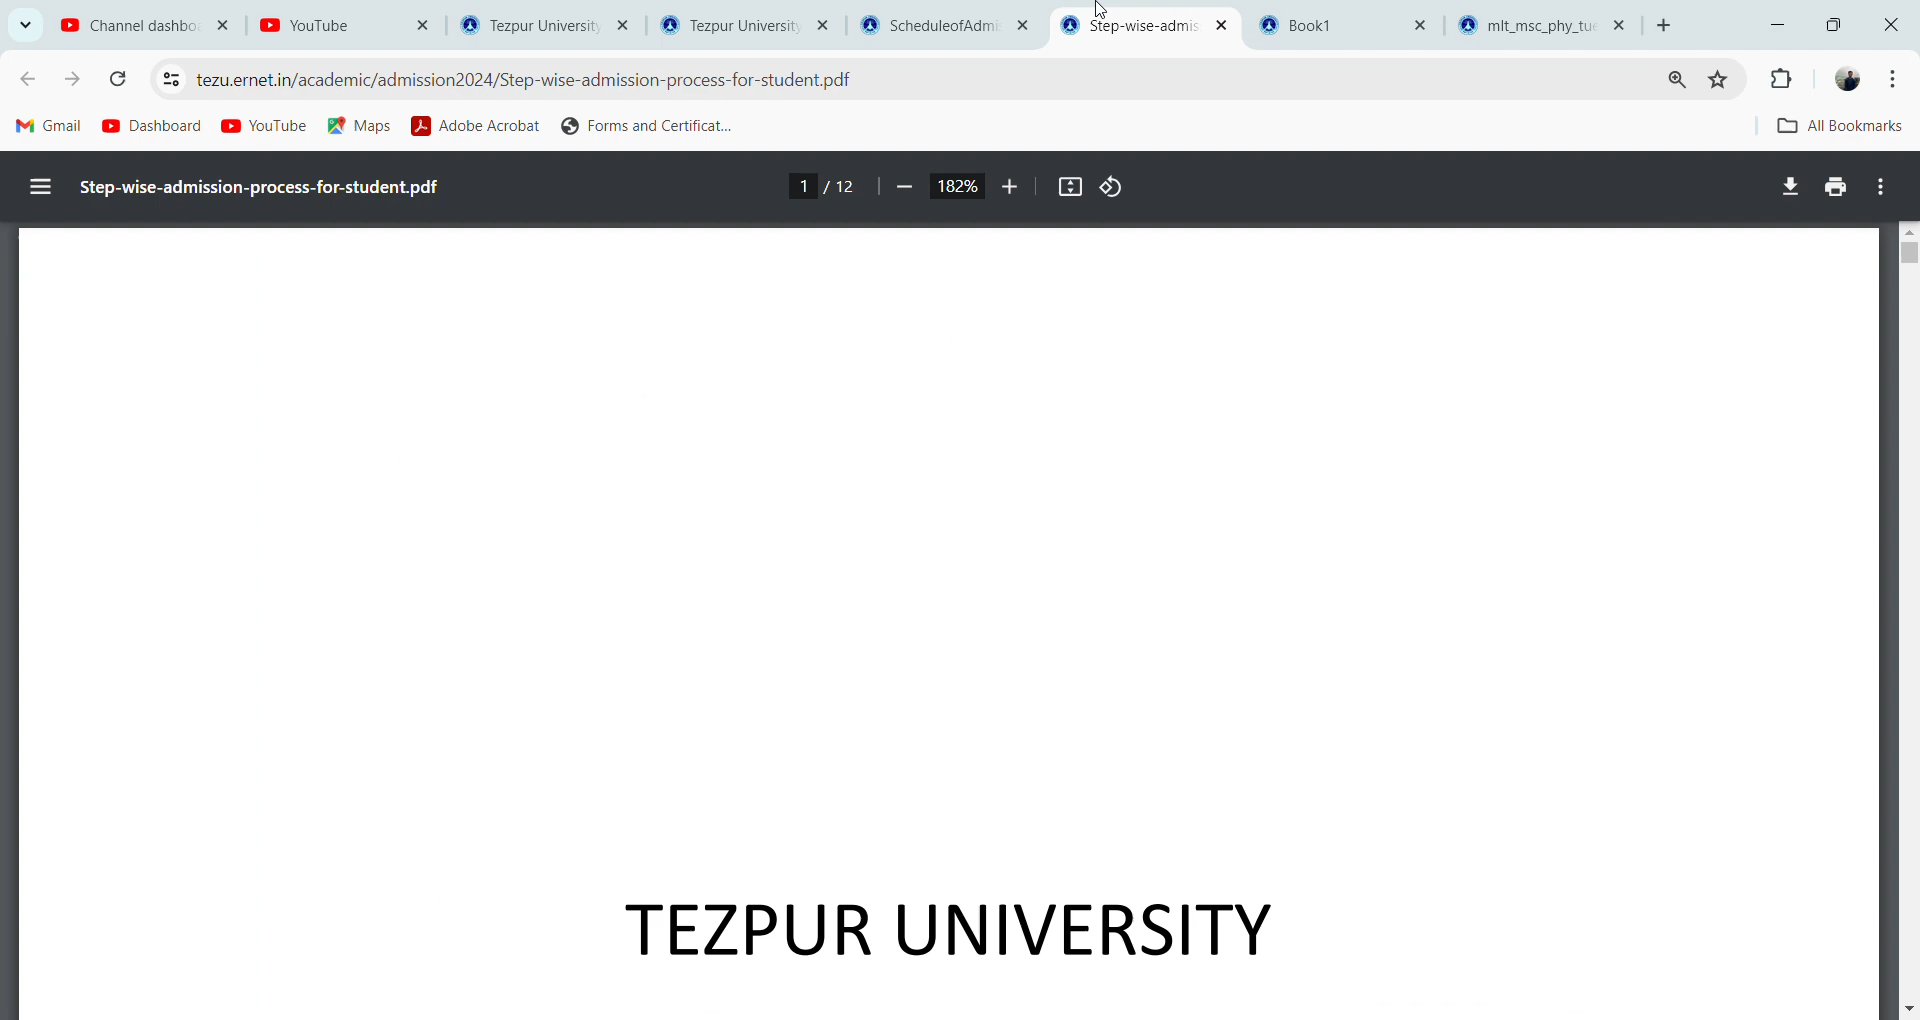 Channel dashbo
YouTube
Tezpur University
Tezpur University
ScheduleofAdmi
Step-wise-admis
Book1
mlt_msc_phy_tue
tezu.ernet.in/academic/admission2024/Step-wise-admission-process-for-student.pdf
Gmail
Dashboard
YouTube
Maps
Adobe Acrobat
Forms and Certificat...
All Bookmarks
Step-wise-admission-process-for-student.pdf
1 / 12
182%
TEZPUR UNIVERSITY